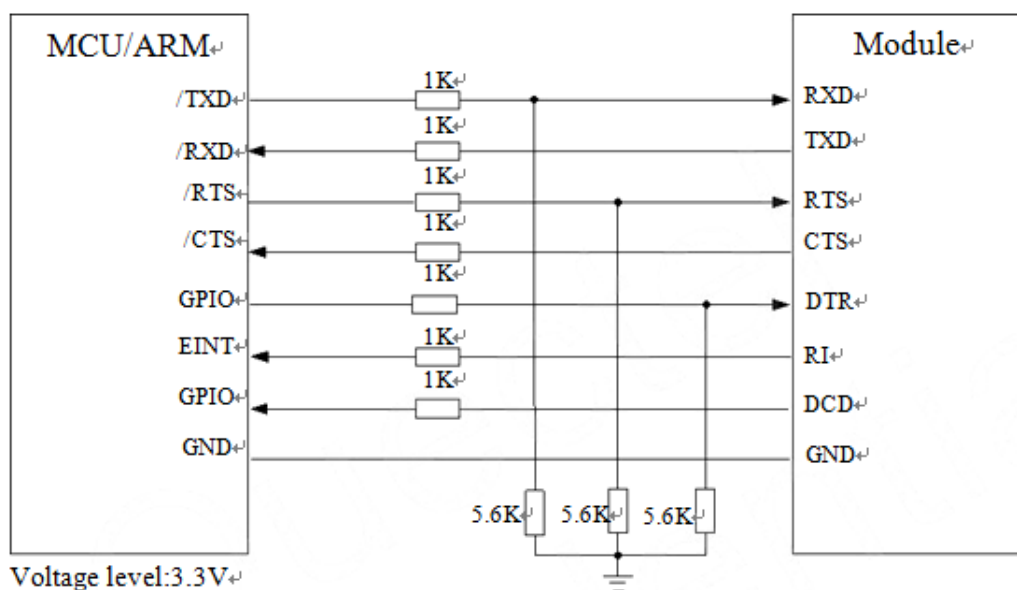 MCU/ARM↵
Module↵
1K↵
/TXD↵
RXD↵
1K↵
/RXD↵
TXD↵
1K↵
/RTS↵
RTS↵
1K↵
/CTS↵
CTS↵
1K↵
GPIO↵
DTR↵
1K↵
EINT↵
RI↵
1K↵
GPIO↵
DCD↵
GND↵
GND↵
5.6K↵
5.6K↵
5.6K↵
Voltage level:3.3V↵